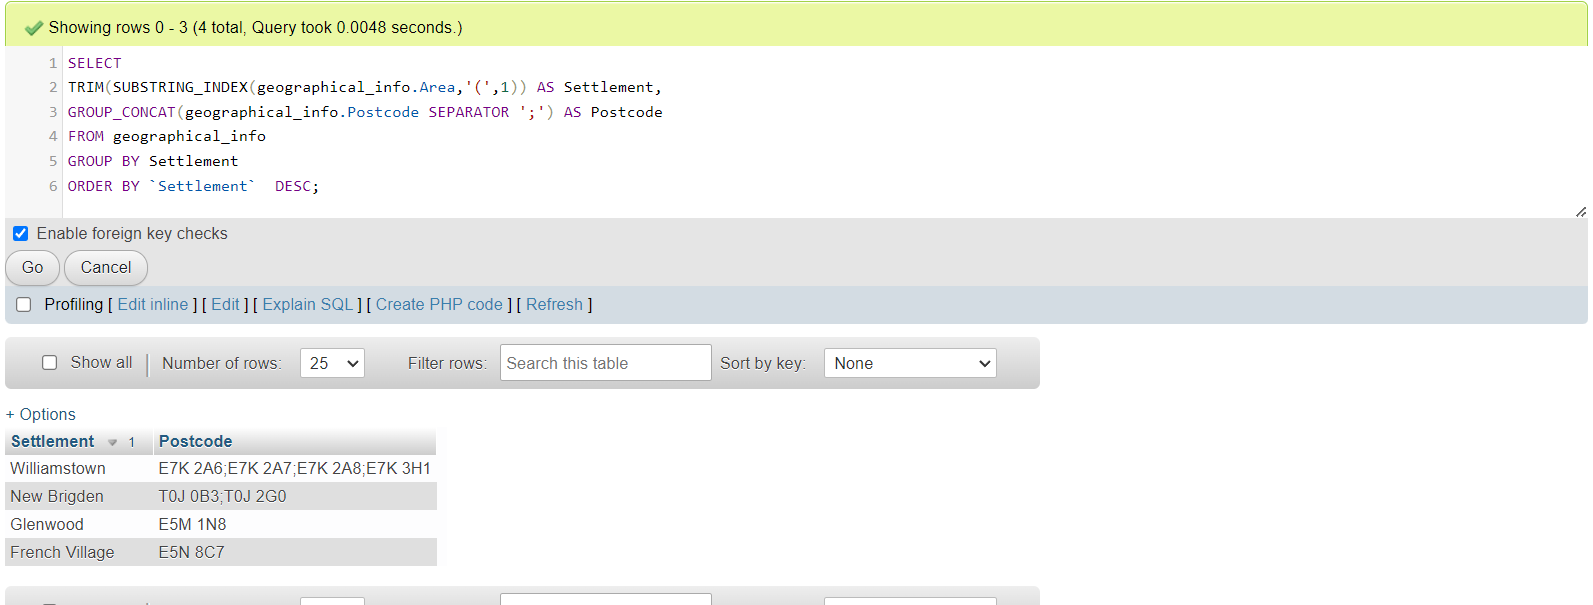 Showing rows 0 - 3 (4 total, Query took 0.0048 seconds.)
1 SELECT
2 TRIM(SUBSTRING_INDEX(geographical_info.Area,'(',1)) AS Settlement,
3 GROUP_CONCAT(geographical_info.Postcode SEPARATOR ';') AS Postcode
4 FROM geographical_info
5 GROUP BY Settlement
6 ORDER BY `Settlement`  DESC;
Enable foreign key checks
Go Cancel
Profiling [ Edit inline ] [ Edit ] [ Explain SQL ] [ Create PHP code ] [ Refresh ]
Show all Number of rows: 25 Filter rows: Search this table Sort by key: None
+ Options
Settlement 1 Postcode
Williamstown E7K 2A6;E7K 2A7;E7K 2A8;E7K 3H1
New Brigden T0J 0B3;T0J 2G0
Glenwood E5M 1N8
French Village E5N 8C7